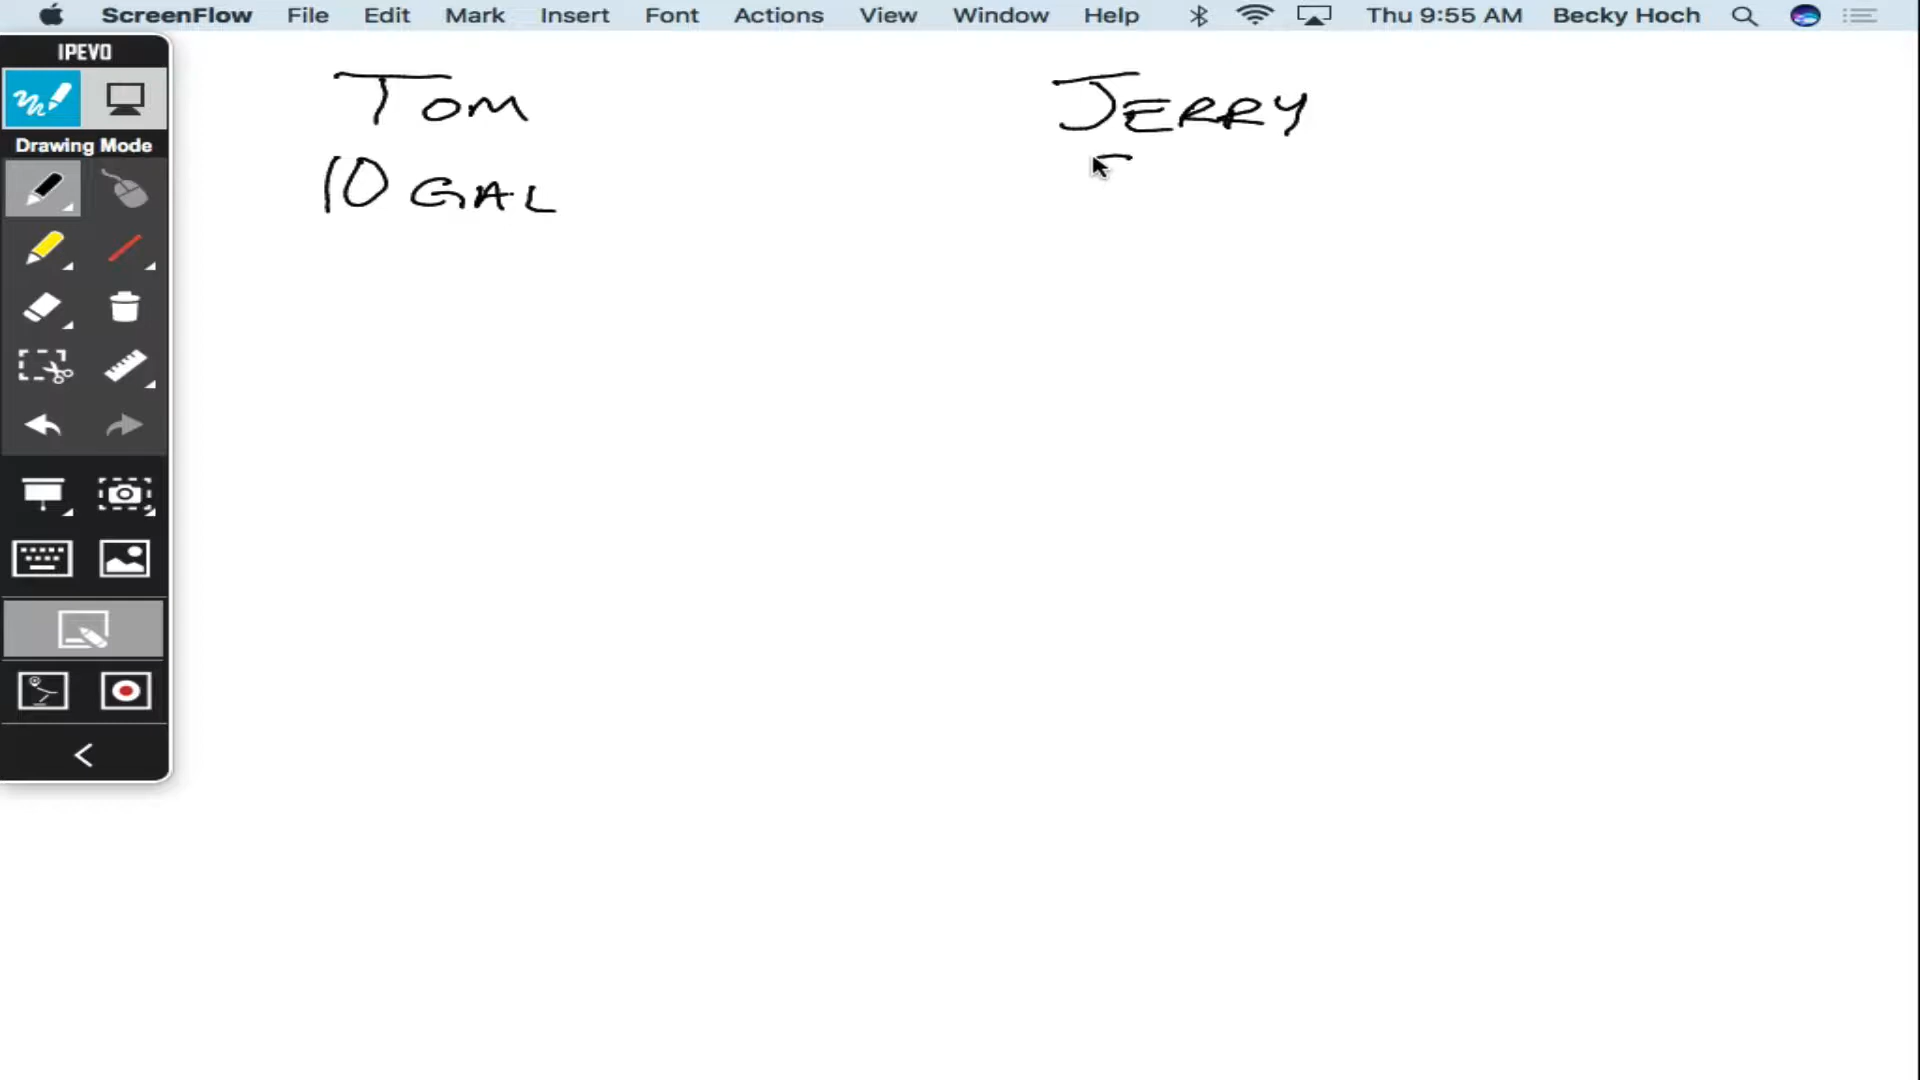 ScreenFlow File Edit Mark Insert Font Actions View Window Help Thu 9:55 AM Becky Hoch
IPEVO
Drawing Mode
TOM
10 GAL
JERRY